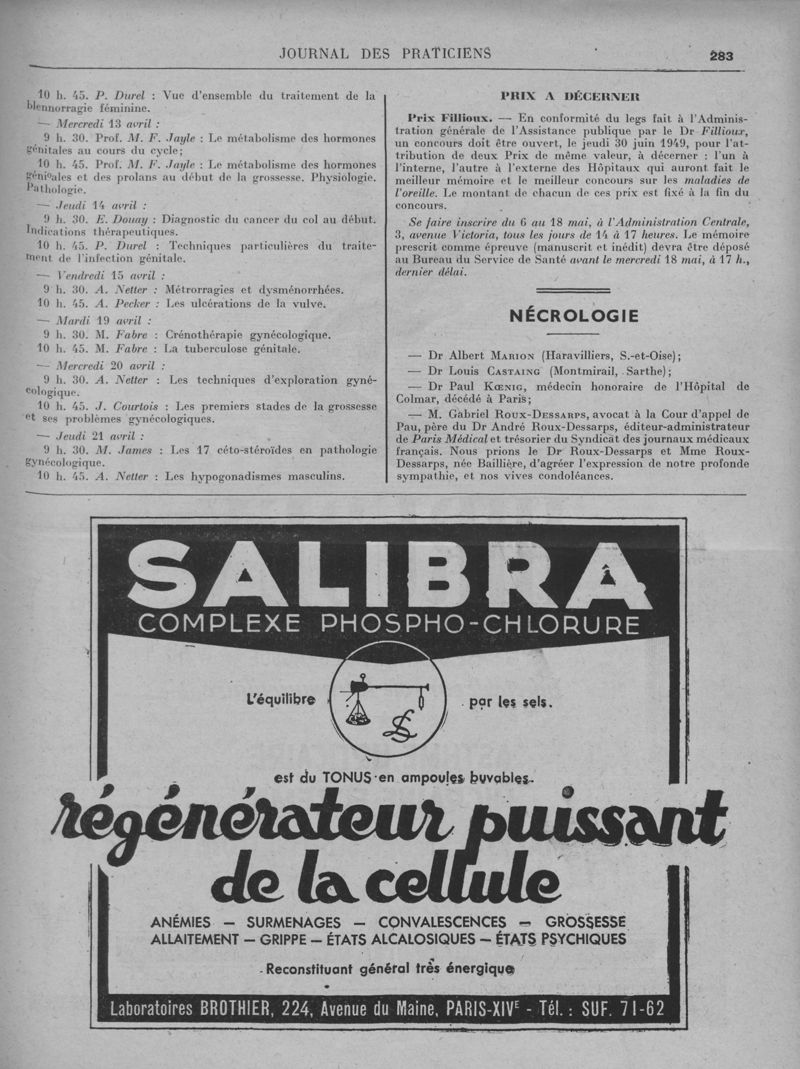 JOURNAL DES PRATICIENS
283
10 h. 45. P. Durel : Vue d'ensemble du traitement de la
blennorragie féminine.
— Mercredi 13 avril :
9 h. 30. Prof. M. F. Jayle : Le métabolisme des hormones
génitales au cours du cycle;
10 h. 45. Prof. M. F. Jayle : Le métabolisme des hormones
génitales et des prolans au début de la grossesse. Physiologie.
Pathologie.
— Jeudi 14 avril :
9 h. 30. E. Douay : Diagnostic du cancer du col au début.
Indications thérapeutiques.
10 h. 45. P. Durel : Techniques particulières du traite-
ment de l'infection génitale.
— Vendredi 15 avril :
9 h. 30. A. Netter : Métrorragies et dysménorrhées.
10 h. 45. A. Pecker : Les ulcérations de la vulve.
— Mardi 19 avril :
9 h. 30. M. Fabre : Crénothérapie gynécologique.
10 h. 45. M. Fabre : La tuberculose génitale.
— Mercredi 20 avril :
9 h. 30. A. Netter : Les techniques d'exploration gyné-
cologique.
10 h. 45. J. Courtois : Les premiers stades de la grossesse
et ses problèmes gynécologiques.
— Jeudi 21 avril :
9 h. 30. M. James : Les 17 céto-stéroïdes en pathologie
gynécologique.
10 h. 45. A. Netter : Les hypogonadismes masculins.
PRIX A DÉCERNER
Prix Fillioux. — En conformité du legs fait à l'Adminis-
tration générale de l'Assistance publique par le Dr Fillioux,
un concours doit être ouvert, le jeudi 30 juin 1949, pour l'at-
tribution de deux Prix de même valeur, à décerner : l'un à
l'interne, l'autre à l'externe des Hôpitaux qui auront fait le
meilleur mémoire et le meilleur concours sur les maladies de
l'oreille. Le montant de chacun de ces prix est fixé à la fin du
concours.
Se faire inscrire du 6 au 18 mai, à l'Administration Centrale,
3, avenue Victoria, tous les jours de 14 à 17 heures. Le mémoire
prescrit comme épreuve (manuscrit et inédit) devra être déposé
au Bureau du Service de Santé avant le mercredi 18 mai, à 17 h.,
dernier délai.
NÉCROLOGIE
— Dr Albert MARION (Haravilliers, S.-et-Oise);
— Dr Louis CASTAING (Montmirail, Sarthe);
— Dr Paul KŒNIG, médecin honoraire de l'Hôpital de
Colmar, décédé à Paris;
— M. Gabriel ROUX-DESSARPS, avocat à la Cour d'appel de
Pau, père du Dr André Roux-Dessarps, éditeur-administrateur
de Paris Médical et trésorier du Syndicat des journaux médicaux
français. Nous prions le Dr Roux-Dessarps et Mme Roux-
Dessarps, née Baillière, d'agréer l'expression de notre profonde
sympathie, et nos vives condoléances.
SALIBRA
COMPLEXE PHOSPHO-CHLORURE
L'équilibre par les sels.
est du TONUS en ampoules buvables.
régénérateur puissant
de la cellule
ANÉMIES — SURMENAGES — CONVALESCENCES — GROSSESSE
ALLAITEMENT — GRIPPE — ÉTATS ALCALOSIQUES — ÉTATS PSYCHIQUES
Reconstituant général très énergique
Laboratoires BROTHIER, 224, Avenue du Maine, PARIS-XIVE - Tél. : SUF. 71-62